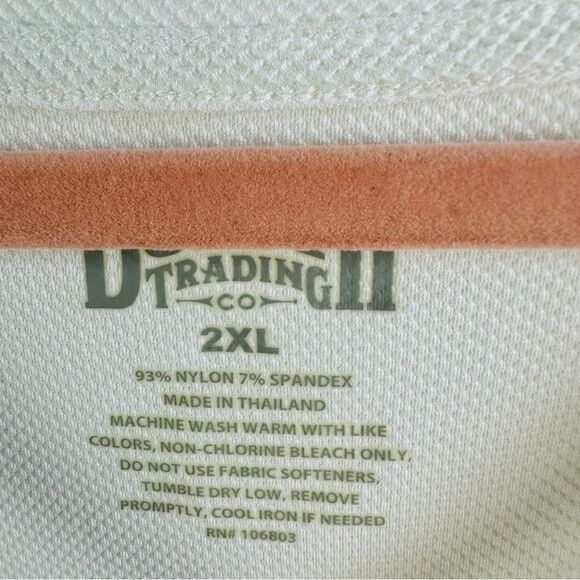 TRADING
CO
2XL
93% NYLON 7% SPANDEX
MADE IN THAILAND
MACHINE WASH WARM WITH LIKE
COLORS, NON-CHLORINE BLEACH ONLY,
DO NOT USE FABRIC SOFTENERS,
TUMBLE DRY LOW, REMOVE
PROMPTLY, COOL IRON IF NEEDED
RN# 106803